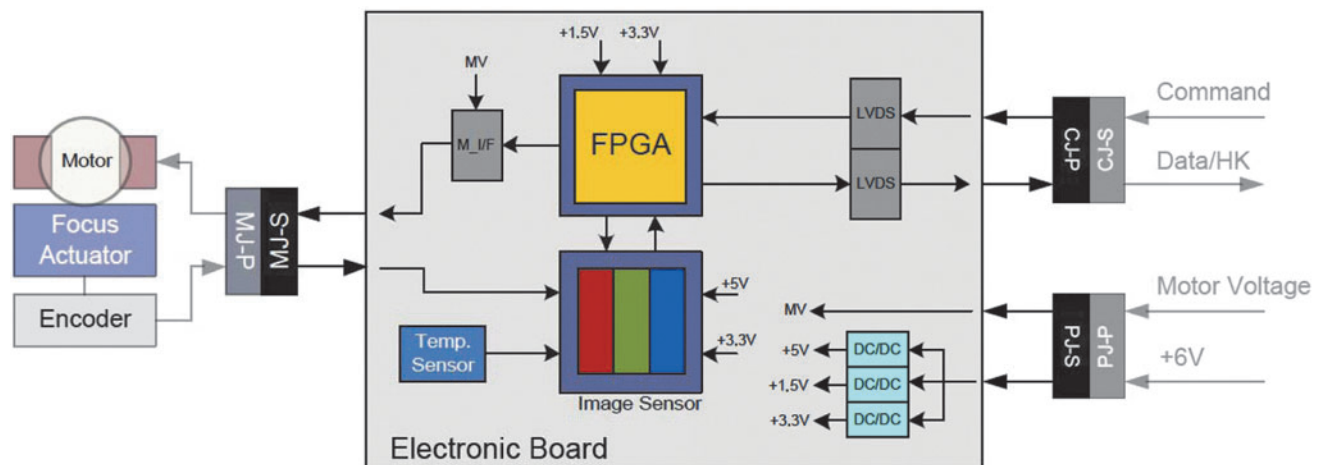 +1.5V
+3.3V
MV
M_I/F
FPGA
LVDS
LVDS
CJ-P
CJ-S
Command
Data/HK
Motor
Focus
Actuator
Encoder
MJ-P
MJ-S
Temp.
Sensor
+5V
+3.3V
Image Sensor
MV
+5V
DC/DC
+1.5V
DC/DC
+3.3V
DC/DC
PJ-S
PJ-P
Motor Voltage
+6V
Electronic Board